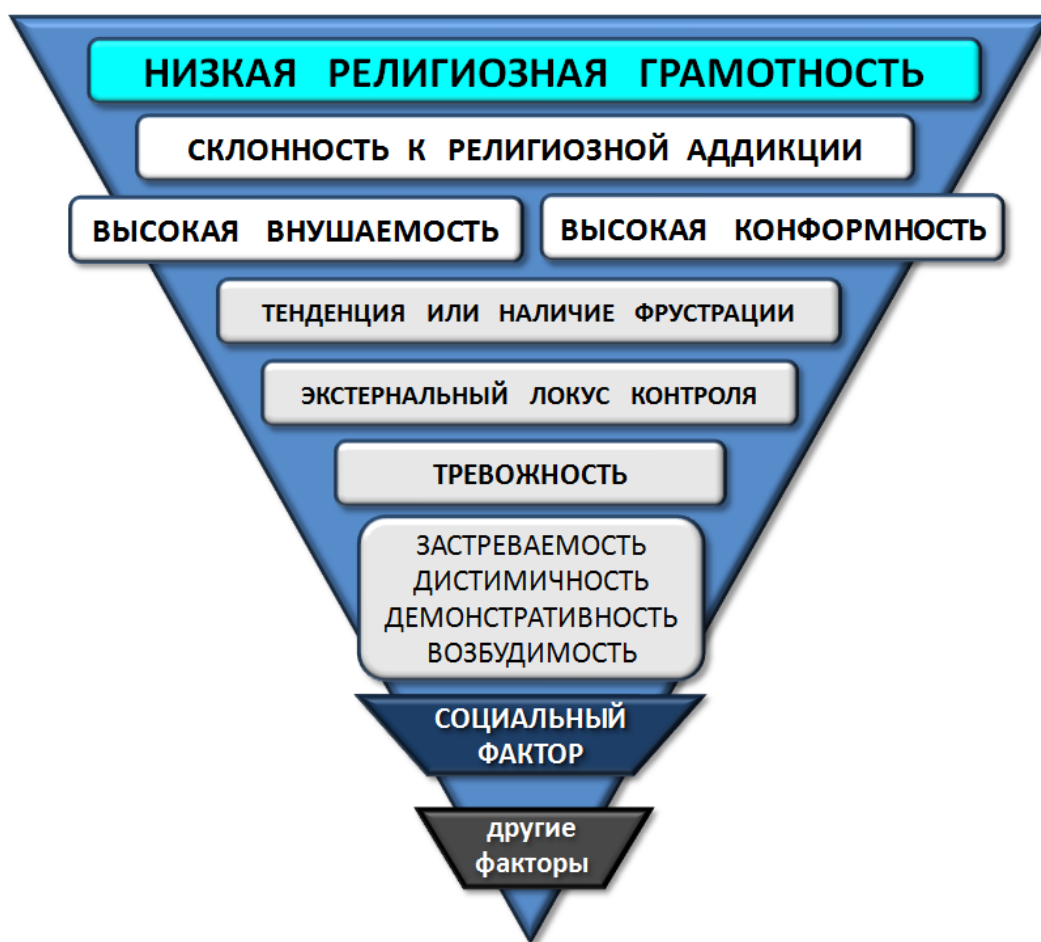 НИЗКАЯ РЕЛИГИОЗНАЯ ГРАМОТНОСТЬ
СКЛОННОСТЬ К РЕЛИГИОЗНОЙ АДДИКЦИИ
ВЫСОКАЯ ВНУШАЕМОСТЬ
ВЫСОКАЯ КОНФОРМНОСТЬ
ТЕНДЕНЦИЯ ИЛИ НАЛИЧИЕ ФРУСТРАЦИИ
ЭКСТЕРНАЛЬНЫЙ ЛОКУС КОНТРОЛЯ
ТРЕВОЖНОСТЬ
ЗАСТРЕВАЕМОСТЬ
ДИСТИМИЧНОСТЬ
ДЕМОНСТРАТИВНОСТЬ
ВОЗБУДИМОСТЬ
СОЦИАЛЬНЫЙ
ФАКТОР
другие
факторы